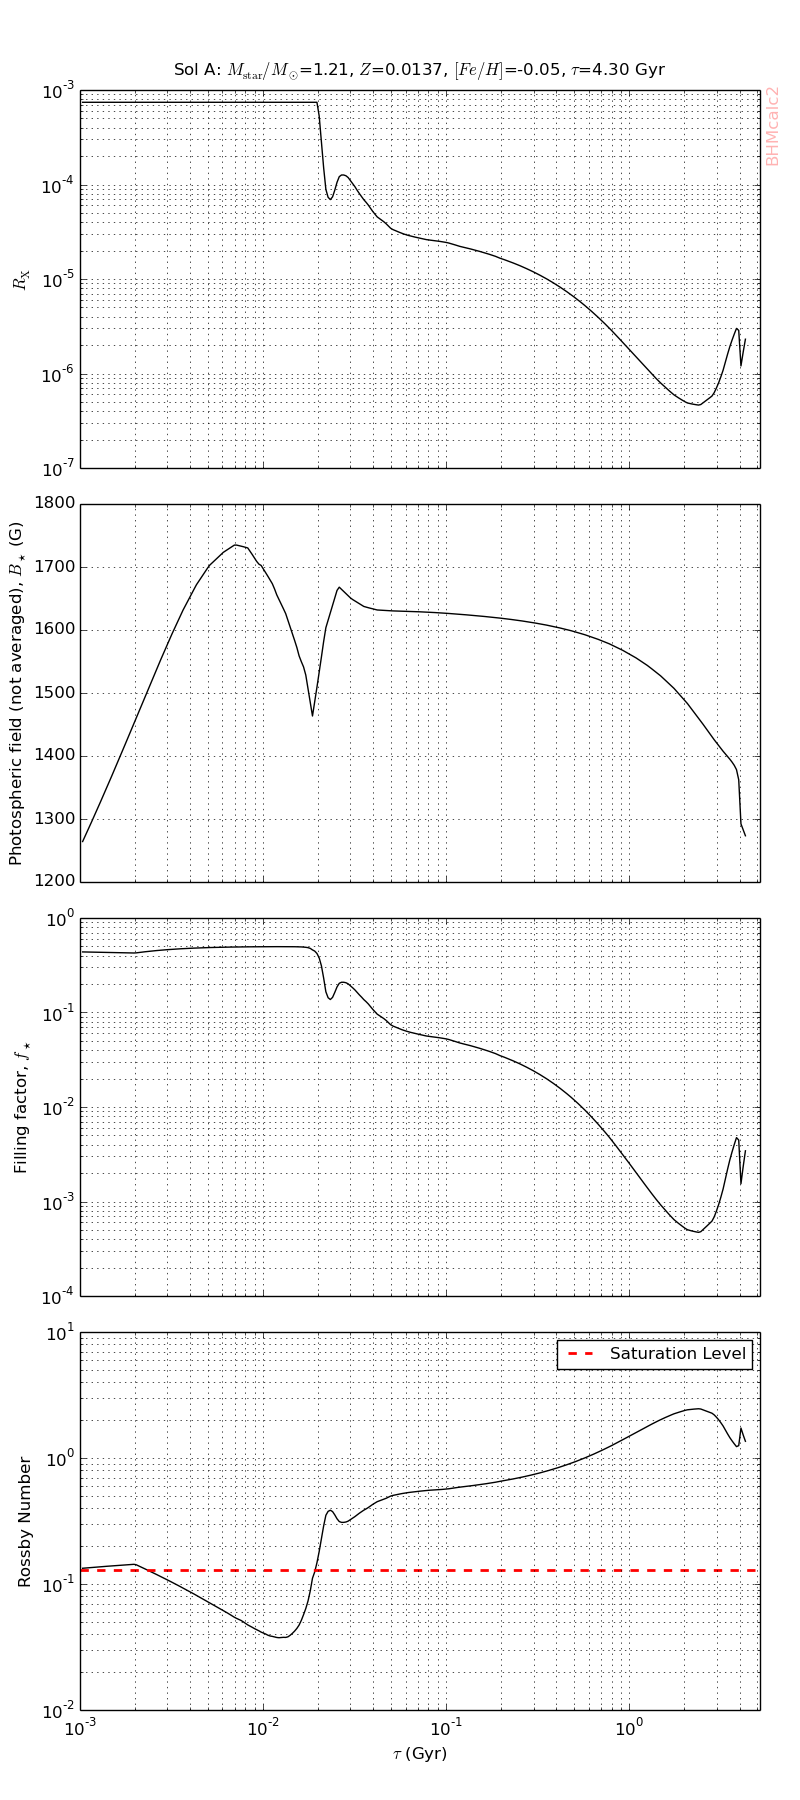 Sol A: M_star/M_⊙=1.21, Z=0.0137, [Fe/H]=-0.05, τ=4.30 Gyr
BHMcalc2
10^-3
10^-4
10^-5
10^-6
10^-7
R_X
1800
1700
1600
1500
1400
1300
1200
Photospheric field (not averaged), B_⋆ (G)
10^0
10^-1
10^-2
10^-3
10^-4
Filling factor, f_⋆
10^1
10^0
10^-1
10^-2
Rossby Number
Saturation Level
10^-3 10^-2 10^-1 10^0
τ (Gyr)